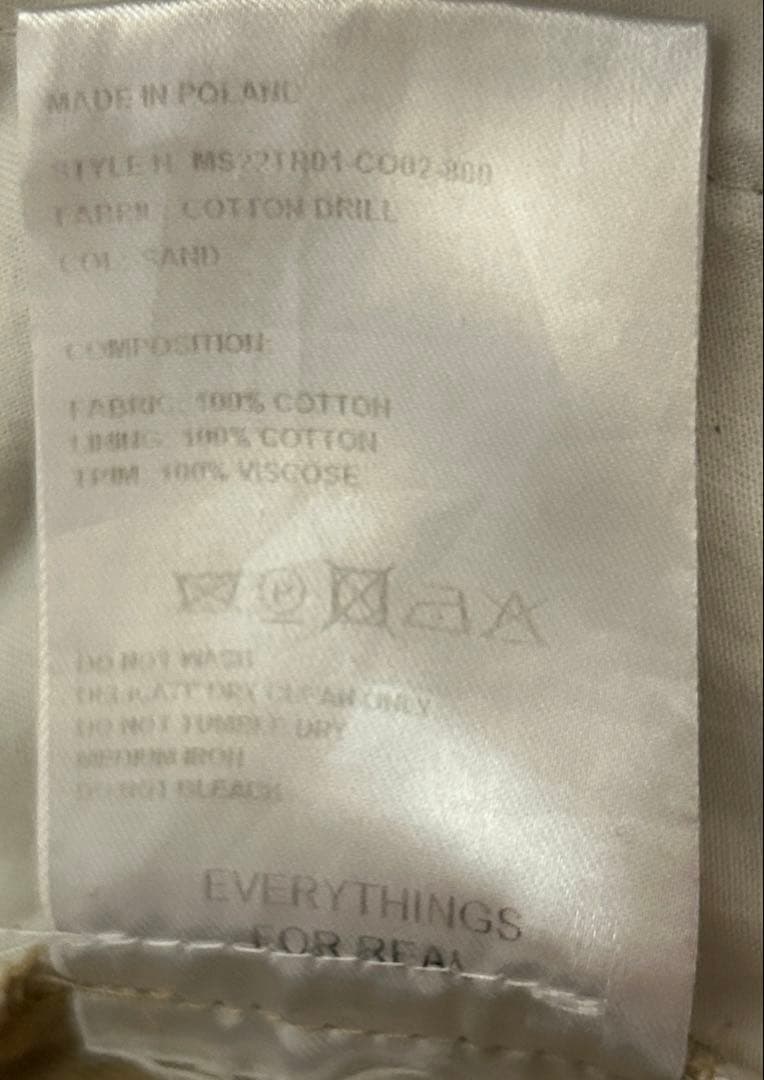 MADE IN POLAND
STYLE N. MS22TR01-CO02-800
FABRIC: COTTON DRILL
COL: SAND
COMPOSITION:
FABRIC: 100% COTTON
LINING: 100% COTTON
TRIM: 100% VISCOSE
DO NOT WASH
DELICATE DRY CLEAN ONLY
DO NOT TUMBLE DRY
MEDIUM IRON
DO NOT BLEACH
EVERYTHINGS
FOR REAL